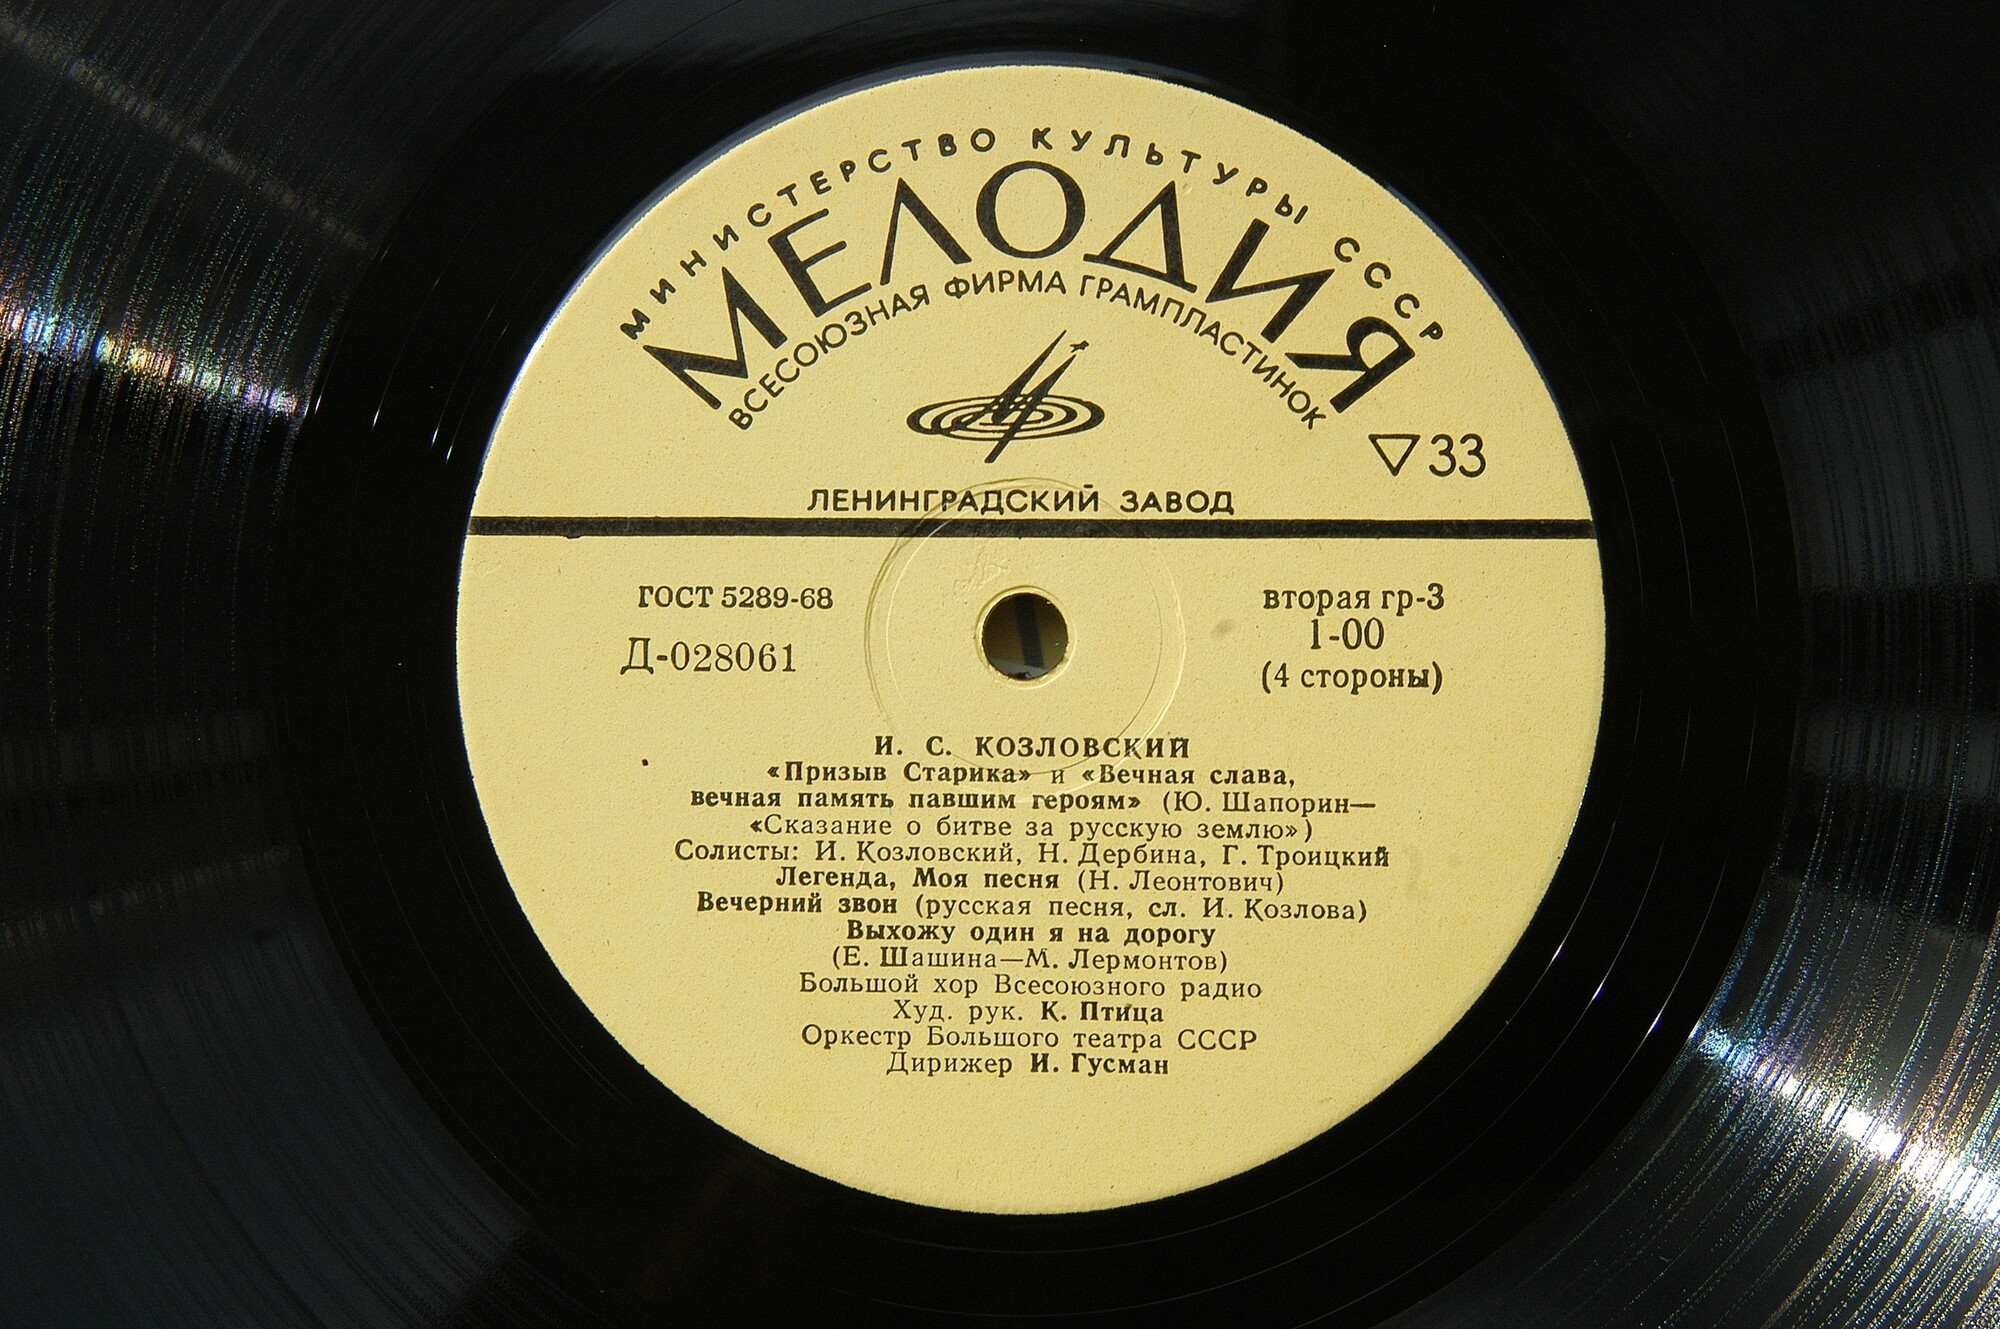 МИНИСТЕРСТВО КУЛЬТУРЫ СССР
МЕЛОДИЯ
ВСЕСОЮЗНАЯ ФИРМА ГРАМПЛАСТИНОК
▽33
ЛЕНИНГРАДСКИЙ ЗАВОД
ГОСТ 5289-68
Д-028061
вторая гр-3
1-00
(4 стороны)
И. С. КОЗЛОВСКИЙ
«Призыв Старика» и «Вечная слава,
вечная память павшим героям» (Ю. Шапорин—
«Сказание о битве за русскую землю»)
Солисты: И. Козловский, Н. Дербина, Г. Троицкий
Легенда, Моя песня (Н. Леонтович)
Вечерний звон (русская песня, сл. И. Козлова)
Выхожу один я на дорогу
(Е. Шашина—М. Лермонтов)
Большой хор Всесоюзного радио
Худ. рук. К. Птица
Оркестр Большого театра СССР
Дирижер И. Гусман